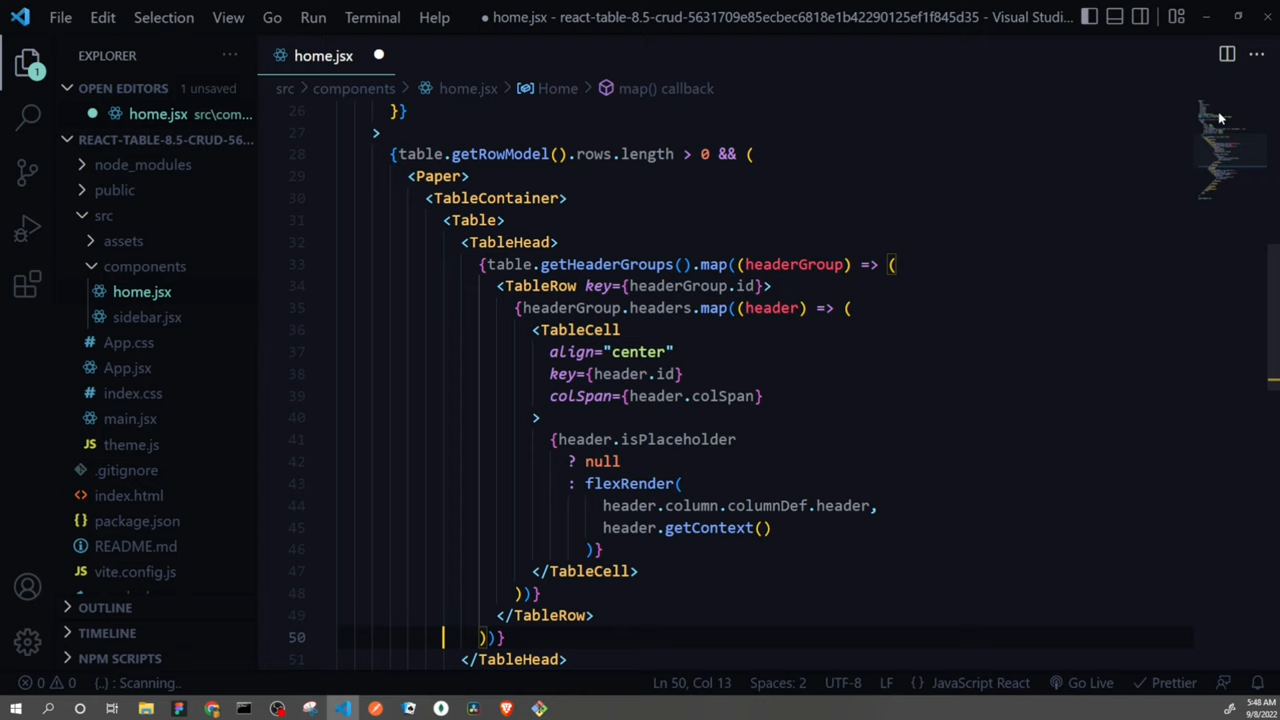 File Edit Selection View Go Run Terminal Help ● home.jsx - react-table-8.5-crud-5631709e85ecbec6818e1b42290125ef1f845d35 - Visual Studi...
EXPLORER
OPEN EDITORS 1 unsaved
home.jsx src\com...
REACT-TABLE-8.5-CRUD-56...
node_modules
public
src
assets
components
home.jsx
sidebar.jsx
App.css
App.jsx
index.css
main.jsx
theme.js
.gitignore
index.html
package.json
README.md
vite.config.js
OUTLINE
TIMELINE
NPM SCRIPTS
1
home.jsx
src > components > home.jsx > Home > map() callback
26 }}
27 >
28 {table.getRowModel().rows.length > 0 && (
29 <Paper>
30 <TableContainer>
31 <Table>
32 <TableHead>
33 {table.getHeaderGroups().map((headerGroup) => (
34 <TableRow key={headerGroup.id}>
35 {headerGroup.headers.map((header) => (
36 <TableCell
37 align="center"
38 key={header.id}
39 colSpan={header.colSpan}
40 >
41 {header.isPlaceholder
42 ? null
43 : flexRender(
44 header.column.columnDef.header,
45 header.getContext()
46 )}
47 </TableCell>
48 ))}
49 </TableRow>
50 ))}
51 </TableHead>
0 0 {..} : Scanning.. Ln 50, Col 13 Spaces: 2 UTF-8 LF {} JavaScript React Go Live Prettier
5:48 AM
9/8/2022